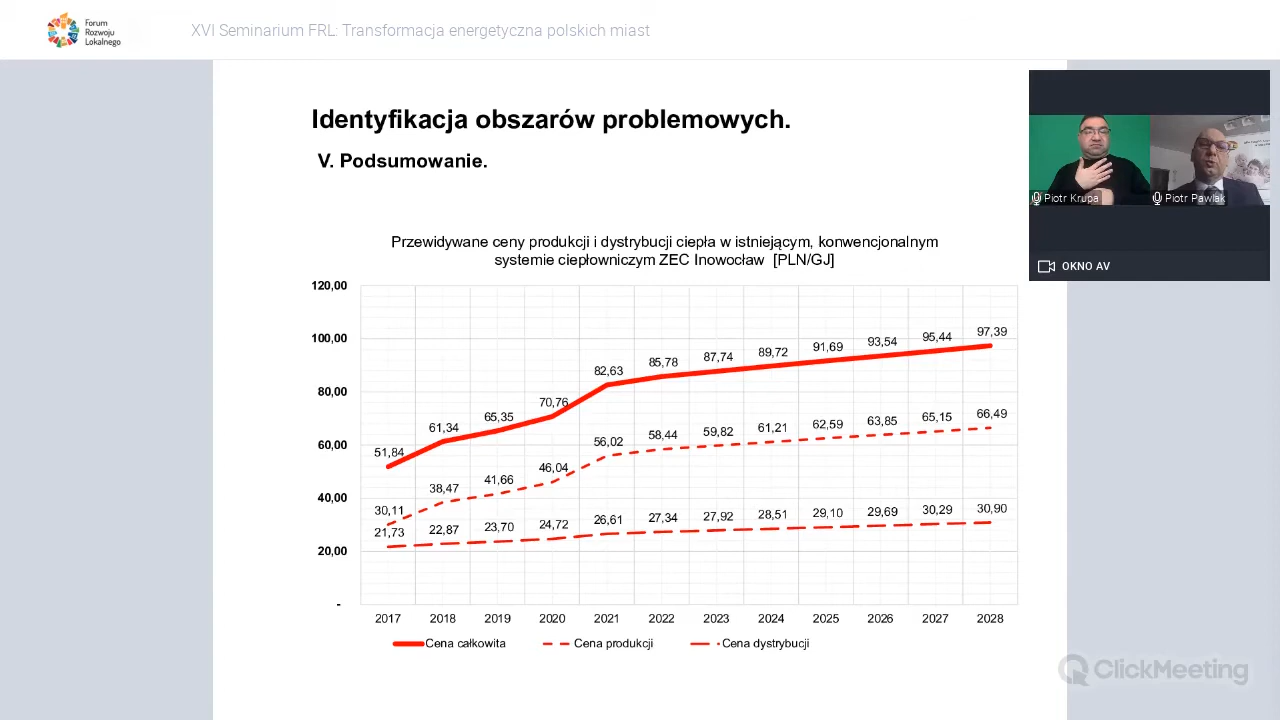 Forum
Rozwoju
Lokalnego
XVI Seminarium FRL: Transformacja energetyczna polskich miast
Identyfikacja obszarów problemowych.
V. Podsumowanie.
Piotr Krupa
Piotr Pawlak
OKNO AV
Przewidywane ceny produkcji i dystrybucji ciepła w istniejącym, konwencjonalnym
systemie ciepłowniczym ZEC Inowocław [PLN/GJ]
120,00
100,00
80,00
60,00
40,00
20,00
-
51,84 61,34 65,35 70,76 82,63 85,78 87,74 89,72 91,69 93,54 95,44 97,39
30,11 38,47 41,66 46,04 56,02 58,44 59,82 61,21 62,59 63,85 65,15 66,49
21,73 22,87 23,70 24,72 26,61 27,34 27,92 28,51 29,10 29,69 30,29 30,90
2017 2018 2019 2020 2021 2022 2023 2024 2025 2026 2027 2028
Cena całkowita Cena produkcji Cena dystrybucji
ClickMeeting